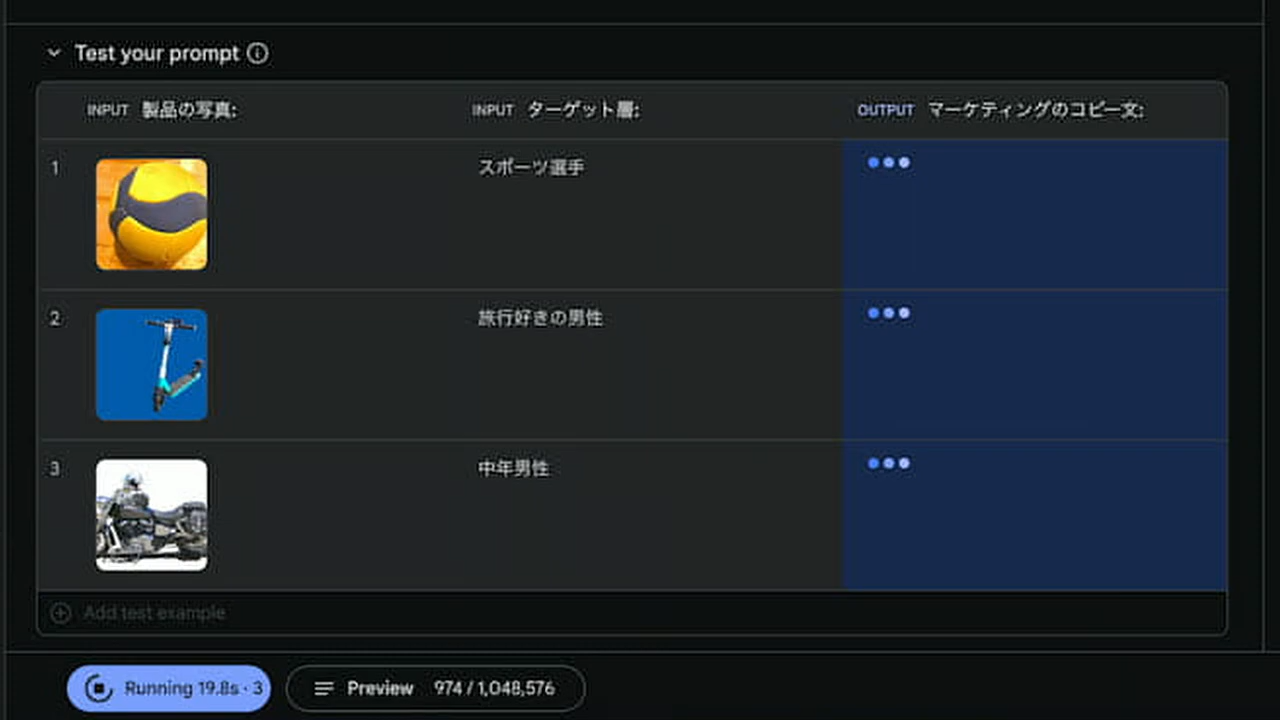 Test your prompt
INPUT 製品の写真: INPUT ターゲット層: OUTPUT マーケティングのコピー文:
1 スポーツ選手
2 旅行好きの男性
3 中年男性
Add test example
Running 19.8s · 3 Preview 974 / 1,048,576